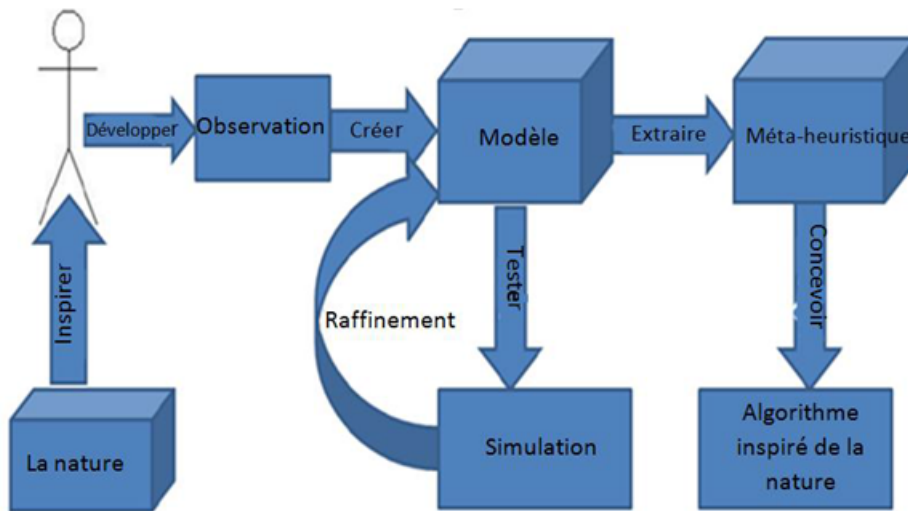 Développer
Observation
Créer
Modèle
Extraire
Méta-heuristique
Inspirer
Raffinement
Tester
Concevoir
La nature
Simulation
Algorithme
inspiré de la
nature